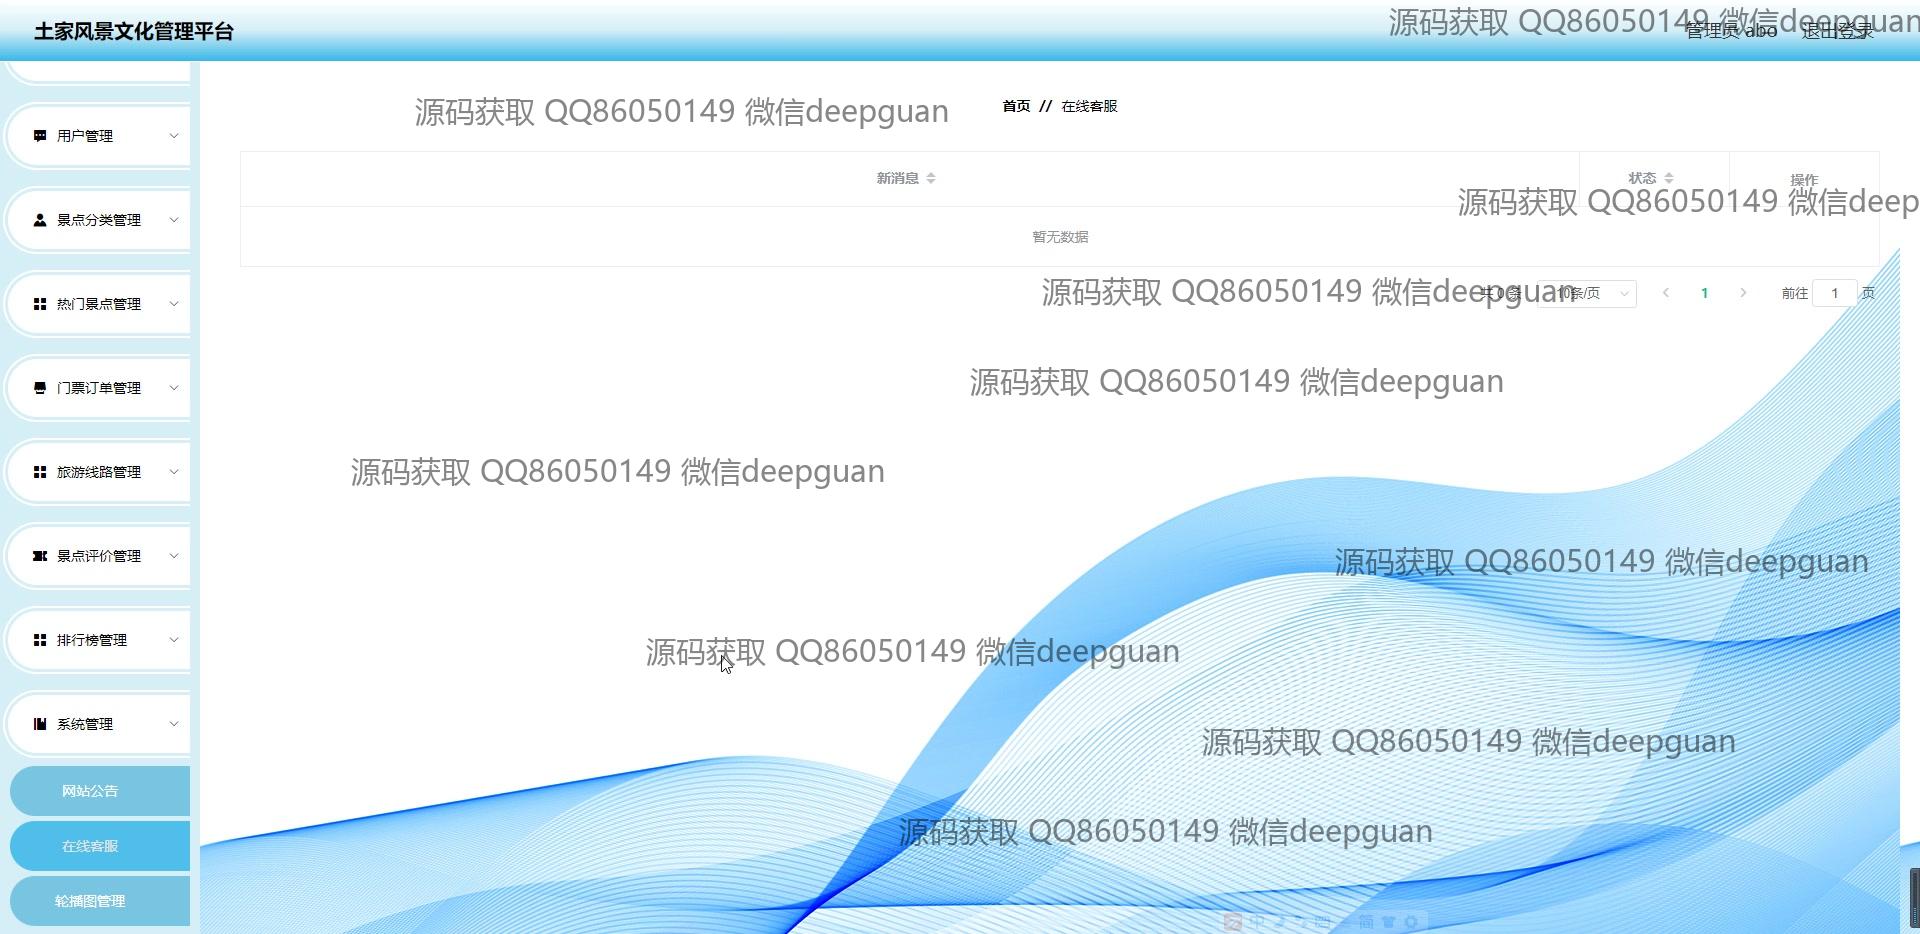 土家风景文化管理平台
源码获取 QQ86050149 微信deepguan
管理员 abo 退出登录
源码获取 QQ86050149 微信deepguan
首页 // 在线客服
用户管理
新消息 状态 操作
源码获取 QQ86050149 微信deep
景点分类管理
暂无数据
源码获取 QQ86050149 微信deepguan
共 0 条 10条/页 1 前往 1 页
热门景点管理
源码获取 QQ86050149 微信deepguan
门票订单管理
源码获取 QQ86050149 微信deepguan
旅游线路管理
源码获取 QQ86050149 微信deepguan
景点评价管理
源码获取 QQ86050149 微信deepguan
排行榜管理
系统管理
源码获取 QQ86050149 微信deepguan
网站公告
源码获取 QQ86050149 微信deepguan
在线客服
轮播图管理
中 简